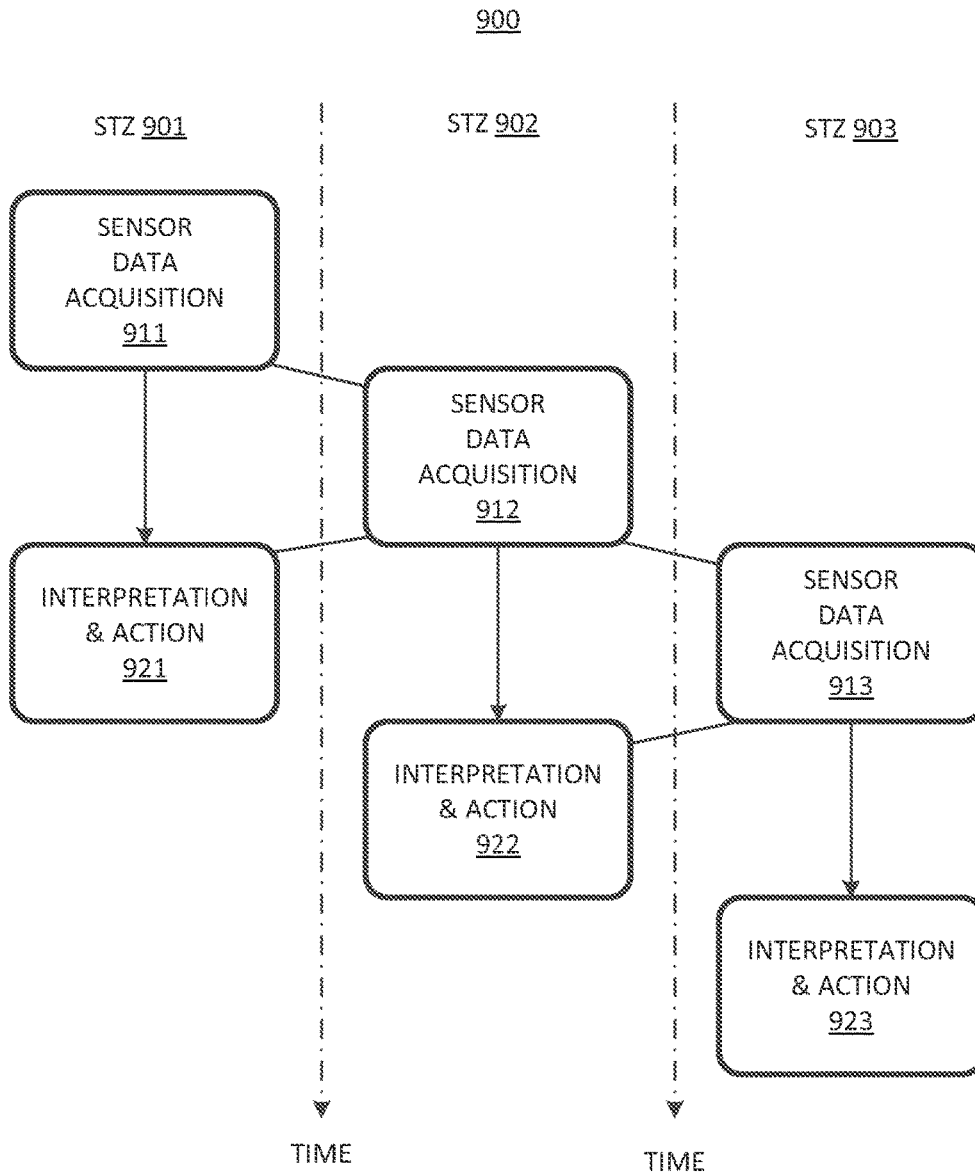 900
STZ 901
STZ 902
STZ 903
SENSOR
DATA
ACQUISITION
911
SENSOR
DATA
ACQUISITION
912
INTERPRETATION
& ACTION
921
SENSOR
DATA
ACQUISITION
913
INTERPRETATION
& ACTION
922
INTERPRETATION
& ACTION
923
TIME
TIME